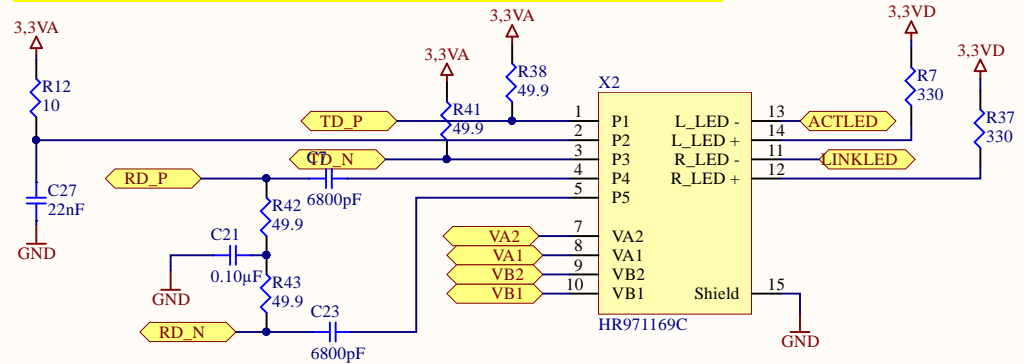 3,3VA
R12
10
C27
22nF
GND
3,3VA
R38
49.9
3,3VA
R41
49.9
TD_P
TD_N
C7
6800pF
RD_P
R42
49.9
C21
0.10µF
GND
R43
49.9
RD_N
C23
6800pF
X2
1
2
3
4
5
7
8
9
10
P1
P2
P3
P4
P5
VA2
VA1
VB2
VB1
VA2
VA1
VB2
VB1
L_LED -
L_LED +
R_LED -
R_LED +
Shield
13
14
11
12
15
HR971169C
ACTLED
LINKLED
3,3VD
R7
330
3,3VD
R37
330
GND